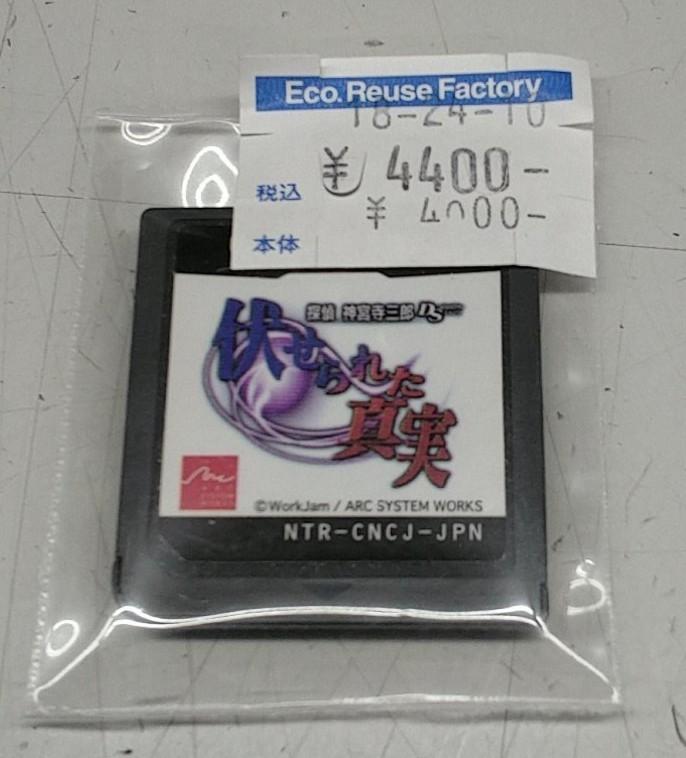 Eco. Reuse Factory
18-24-10
税込 ¥ 4400-
本体 ¥ 4000-
探偵 神宮寺三郎 DS
伏せられた
真実
©WorkJam / ARC SYSTEM WORKS
NTR-CNCJ-JPN